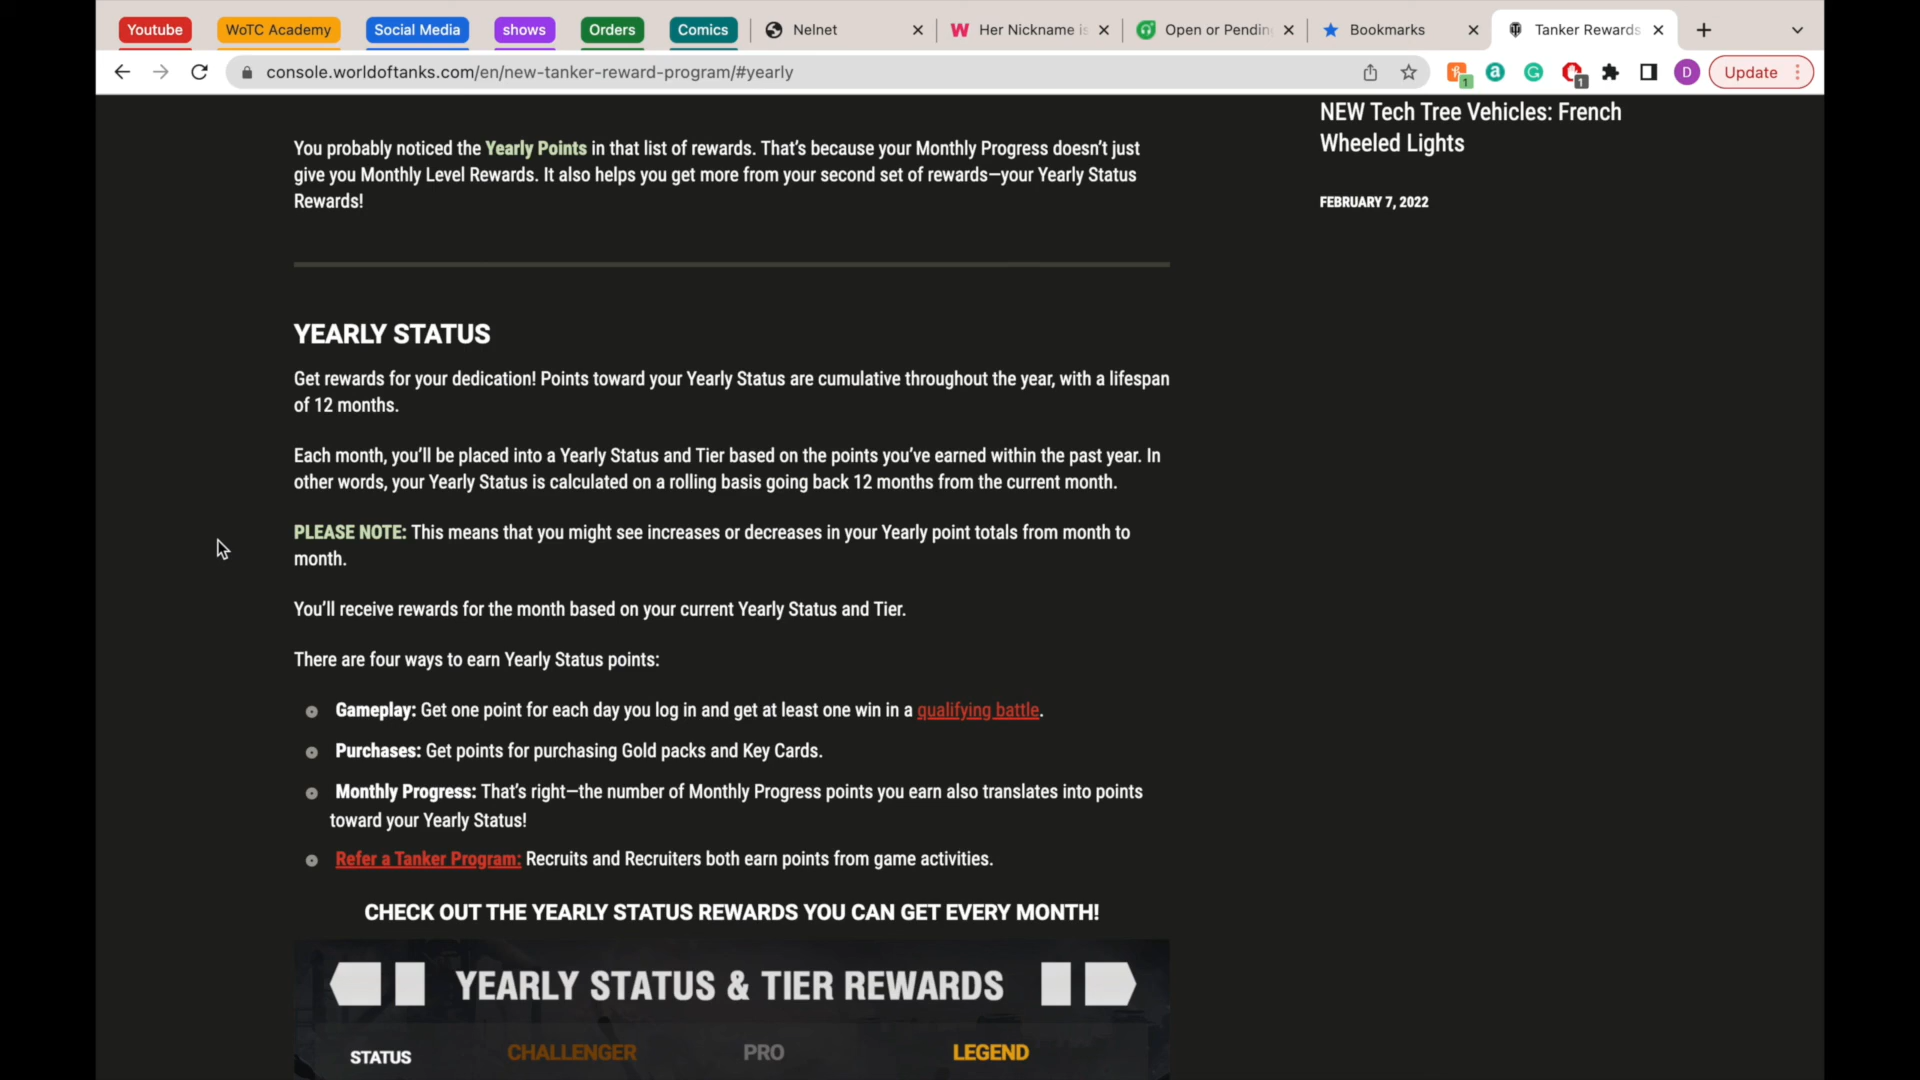 Youtube WoTC Academy Social Media shows Orders Comics Nelnet Her Nickname is Open or Pending Bookmarks Tanker Rewards
console.worldoftanks.com/en/new-tanker-reward-program/#yearly 1 1 D Update
NEW Tech Tree Vehicles: French
Wheeled Lights
FEBRUARY 7, 2022
You probably noticed the Yearly Points in that list of rewards. That's because your Monthly Progress doesn't just
give you Monthly Level Rewards. It also helps you get more from your second set of rewards—your Yearly Status
Rewards!
YEARLY STATUS
Get rewards for your dedication! Points toward your Yearly Status are cumulative throughout the year, with a lifespan
of 12 months.
Each month, you'll be placed into a Yearly Status and Tier based on the points you've earned within the past year. In
other words, your Yearly Status is calculated on a rolling basis going back 12 months from the current month.
PLEASE NOTE: This means that you might see increases or decreases in your Yearly point totals from month to
month.
You'll receive rewards for the month based on your current Yearly Status and Tier.
There are four ways to earn Yearly Status points:
Gameplay: Get one point for each day you log in and get at least one win in a qualifying battle.
Purchases: Get points for purchasing Gold packs and Key Cards.
Monthly Progress: That's right—the number of Monthly Progress points you earn also translates into points
toward your Yearly Status!
Refer a Tanker Program: Recruits and Recruiters both earn points from game activities.
CHECK OUT THE YEARLY STATUS REWARDS YOU CAN GET EVERY MONTH!
YEARLY STATUS & TIER REWARDS
STATUS CHALLENGER PRO LEGEND